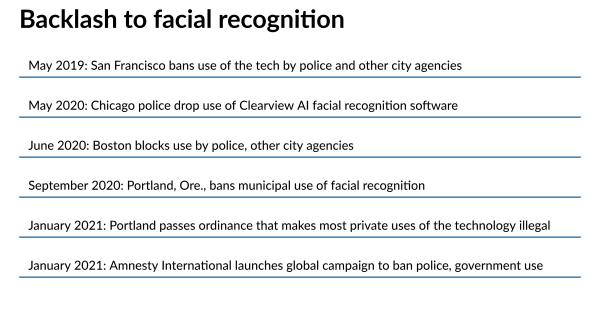 Backlash to facial recognition
May 2019: San Francisco bans use of the tech by police and other city agencies
May 2020: Chicago police drop use of Clearview AI facial recognition software
June 2020: Boston blocks use by police, other city agencies
September 2020: Portland, Ore., bans municipal use of facial recognition
January 2021: Portland passes ordinance that makes most private uses of the technology illegal
January 2021: Amnesty International launches global campaign to ban police, government use